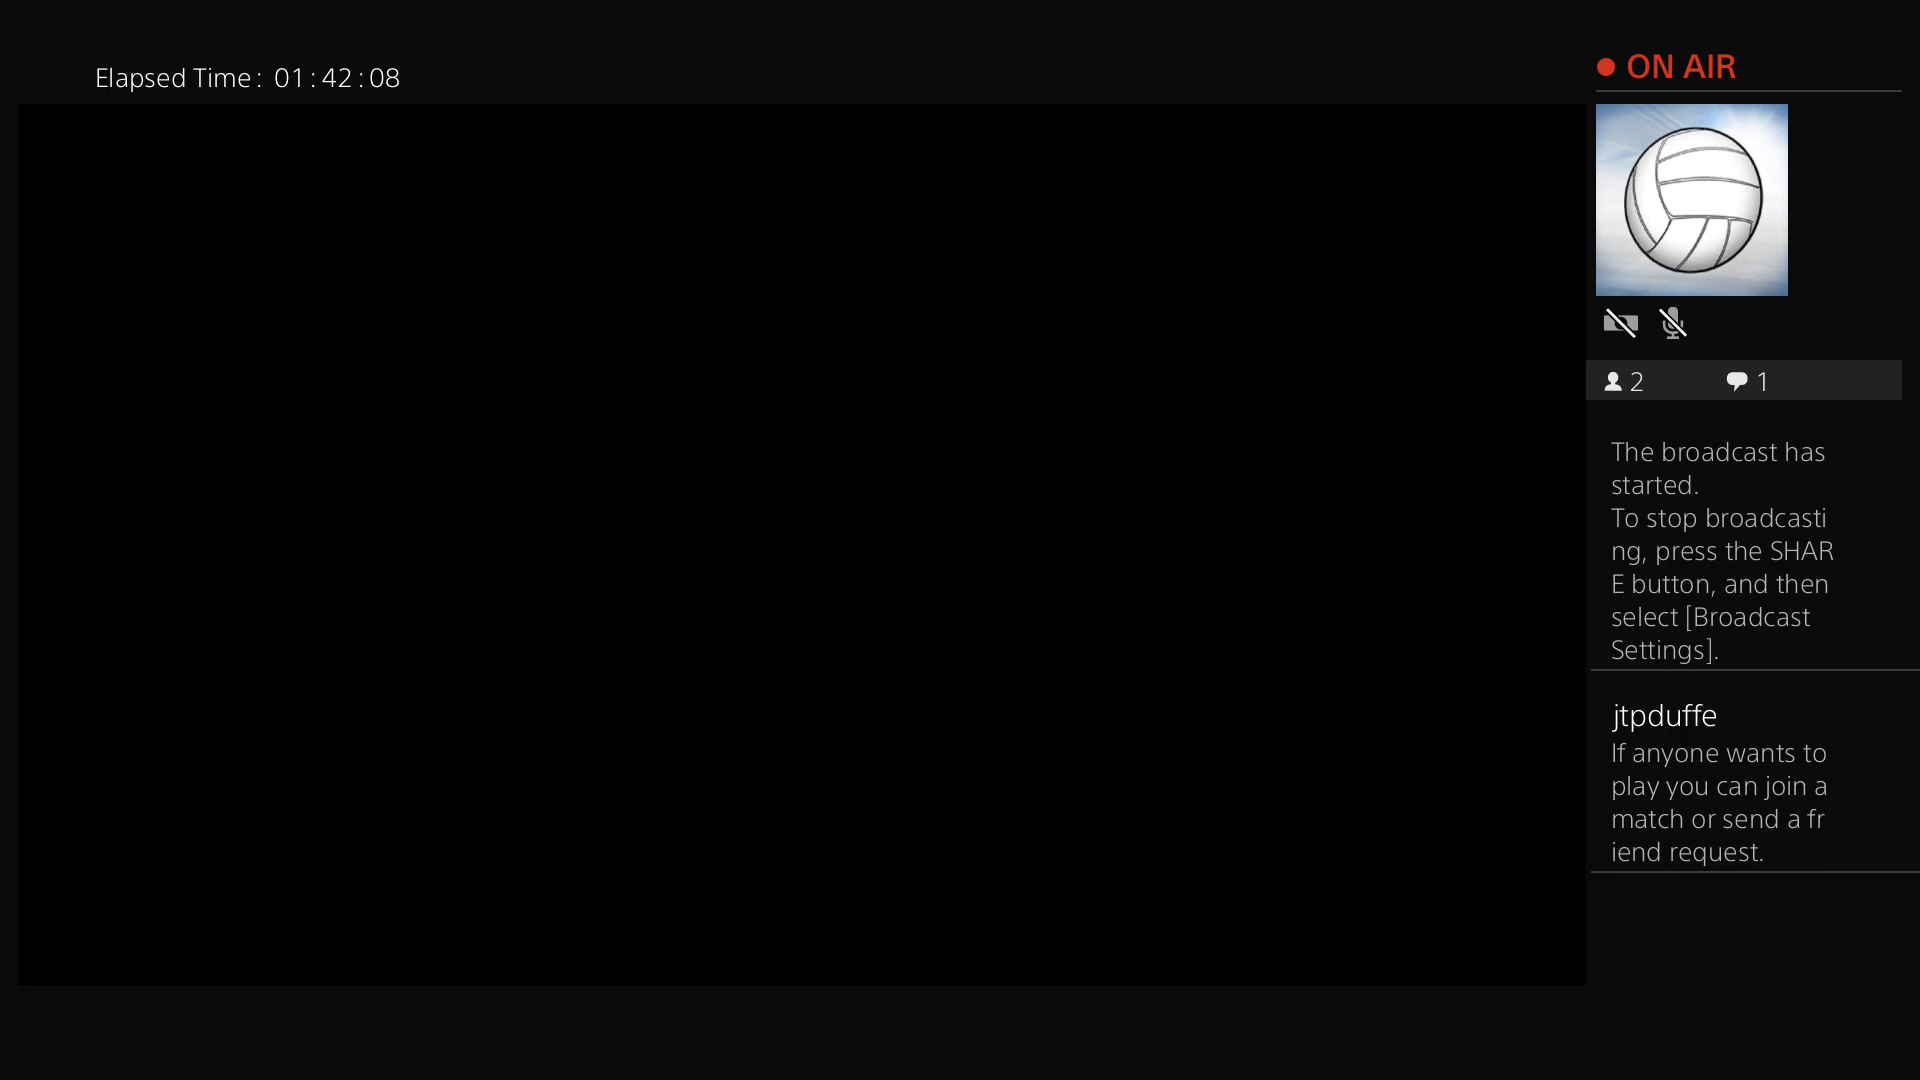 Elapsed Time: 01:42:08
ON AIR
2 1
The broadcast has
started.
To stop broadcasti
ng, press the SHAR
E button, and then
select [Broadcast
Settings].
jtpduffe
If anyone wants to
play you can join a
match or send a fr
iend request.